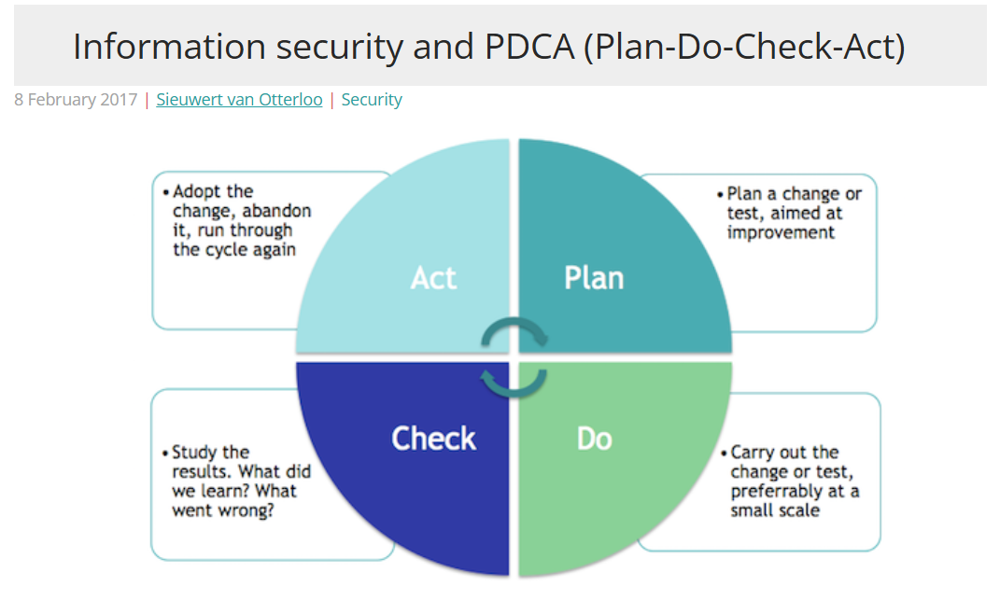 Information security and PDCA (Plan-Do-Check-Act)
8 February 2017 | Sieuwert van Otterloo | Security
• Adopt the
change, abandon
it, run through
the cycle again
Act
Plan
• Plan a change or
test, aimed at
improvement
• Study the
results. What did
we learn? What
went wrong?
Check
Do
• Carry out the
change or test,
preferrably at a
small scale